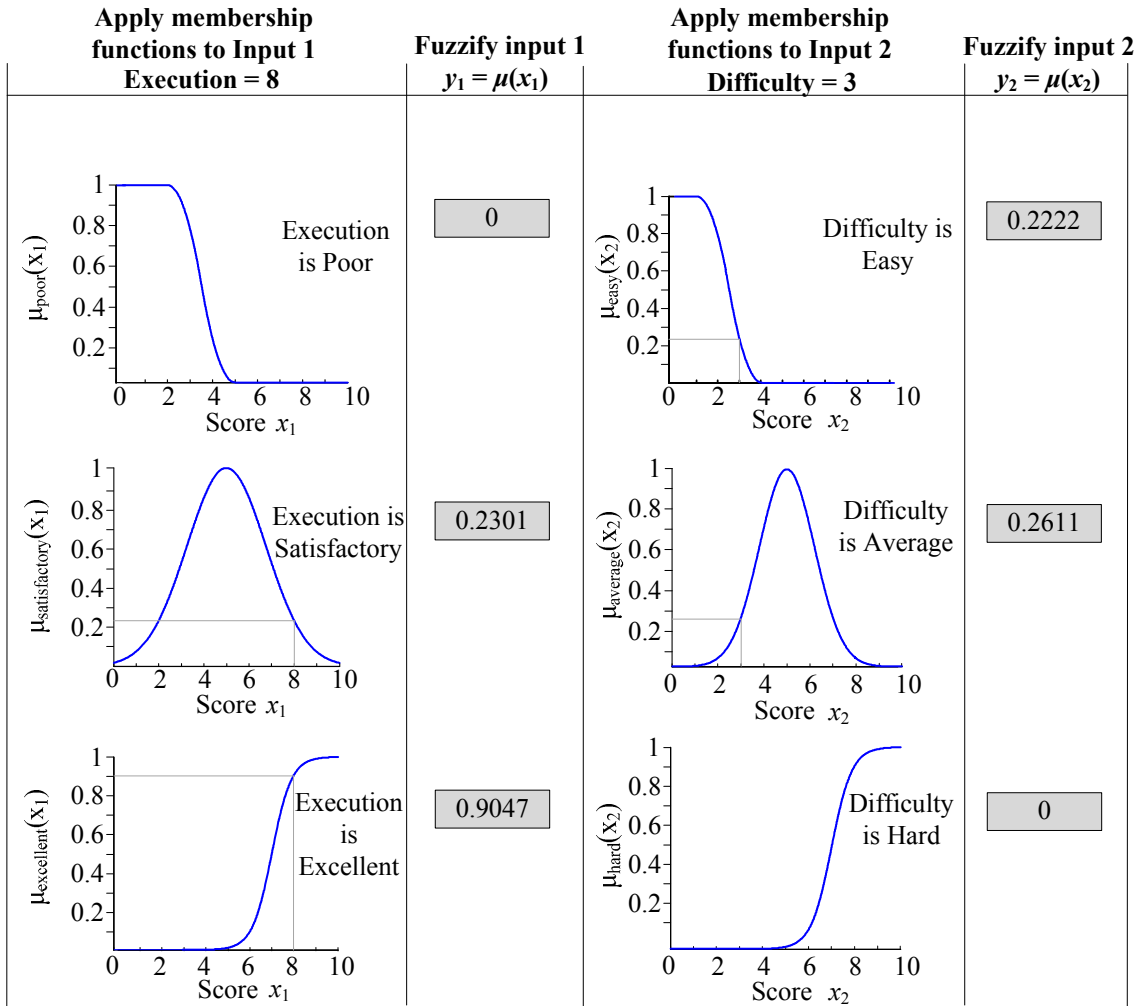 Apply membership
functions to Input 1
Execution = 8
Fuzzify input 1
y₁ = μ(x₁)
Apply membership
functions to Input 2
Difficulty = 3
Fuzzify input 2
y₂ = μ(x₂)
μpoor(x₁)
1
0.8
0.6
0.4
0.2
0 2 4 6 8 10
Score x₁
Execution
is Poor
0
μeasy(x₂)
1
0.8
0.6
0.4
0.2
0 2 4 6 8 10
Score x₂
Difficulty is
Easy
0.2222
μsatisfactory(x₁)
1
0.8
0.6
0.4
0.2
0 2 4 6 8 10
Score x₁
Execution is
Satisfactory
0.2301
μaverage(x₂)
1
0.8
0.6
0.4
0.2
0 2 4 6 8 10
Score x₂
Difficulty
is Average
0.2611
μexcellent(x₁)
1
0.8
0.6
0.4
0.2
0 2 4 6 8 10
Score x₁
Execution
is
Excellent
0.9047
μhard(x₂)
1
0.8
0.6
0.4
0.2
0 2 4 6 8 10
Score x₂
Difficulty
is Hard
0